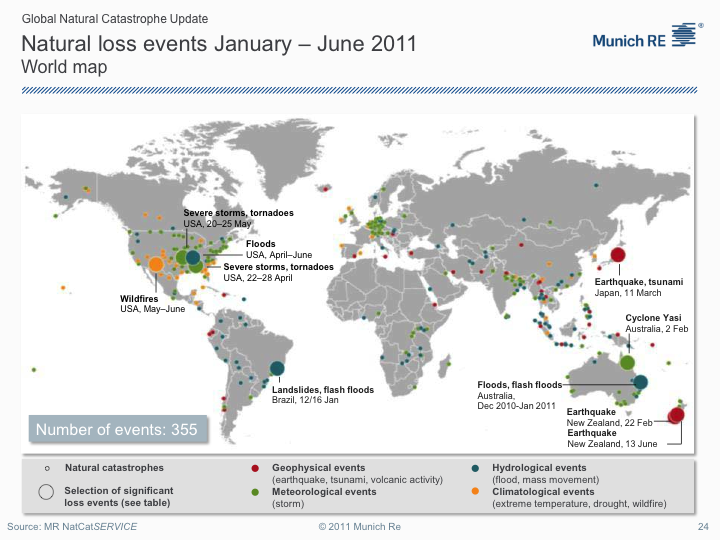 Global Natural Catastrophe Update
Natural loss events January – June 2011
World map
Munich RE
®
Severe storms, tornadoes
USA, 20–25 May
Floods
USA, April–June
Severe storms, tornadoes
USA, 22–28 April
Wildfires
USA, May–June
Earthquake, tsunami
Japan, 11 March
Cyclone Yasi
Australia, 2 Feb
Landslides, flash floods
Brazil, 12/16 Jan
Floods, flash floods
Australia,
Dec 2010-Jan 2011
Earthquake
New Zealand, 22 Feb
Earthquake
New Zealand, 13 June
Number of events: 355
Natural catastrophes
Selection of significant
loss events (see table)
Geophysical events
(earthquake, tsunami, volcanic activity)
Meteorological events
(storm)
Hydrological events
(flood, mass movement)
Climatological events
(extreme temperature, drought, wildfire)
Source: MR NatCatSERVICE
© 2011 Munich Re
24